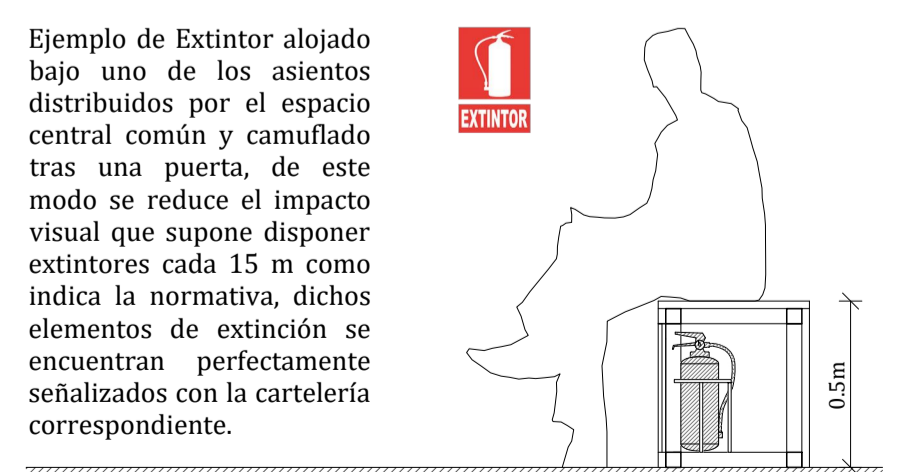 Ejemplo de Extintor alojado
bajo uno de los asientos
distribuidos por el espacio
central común y camuflado
tras una puerta, de este
modo se reduce el impacto
visual que supone disponer
extintores cada 15 m como
indica la normativa, dichos
elementos de extinción se
encuentran perfectamente
señalizados con la cartelería
correspondiente.
EXTINTOR
0.5m